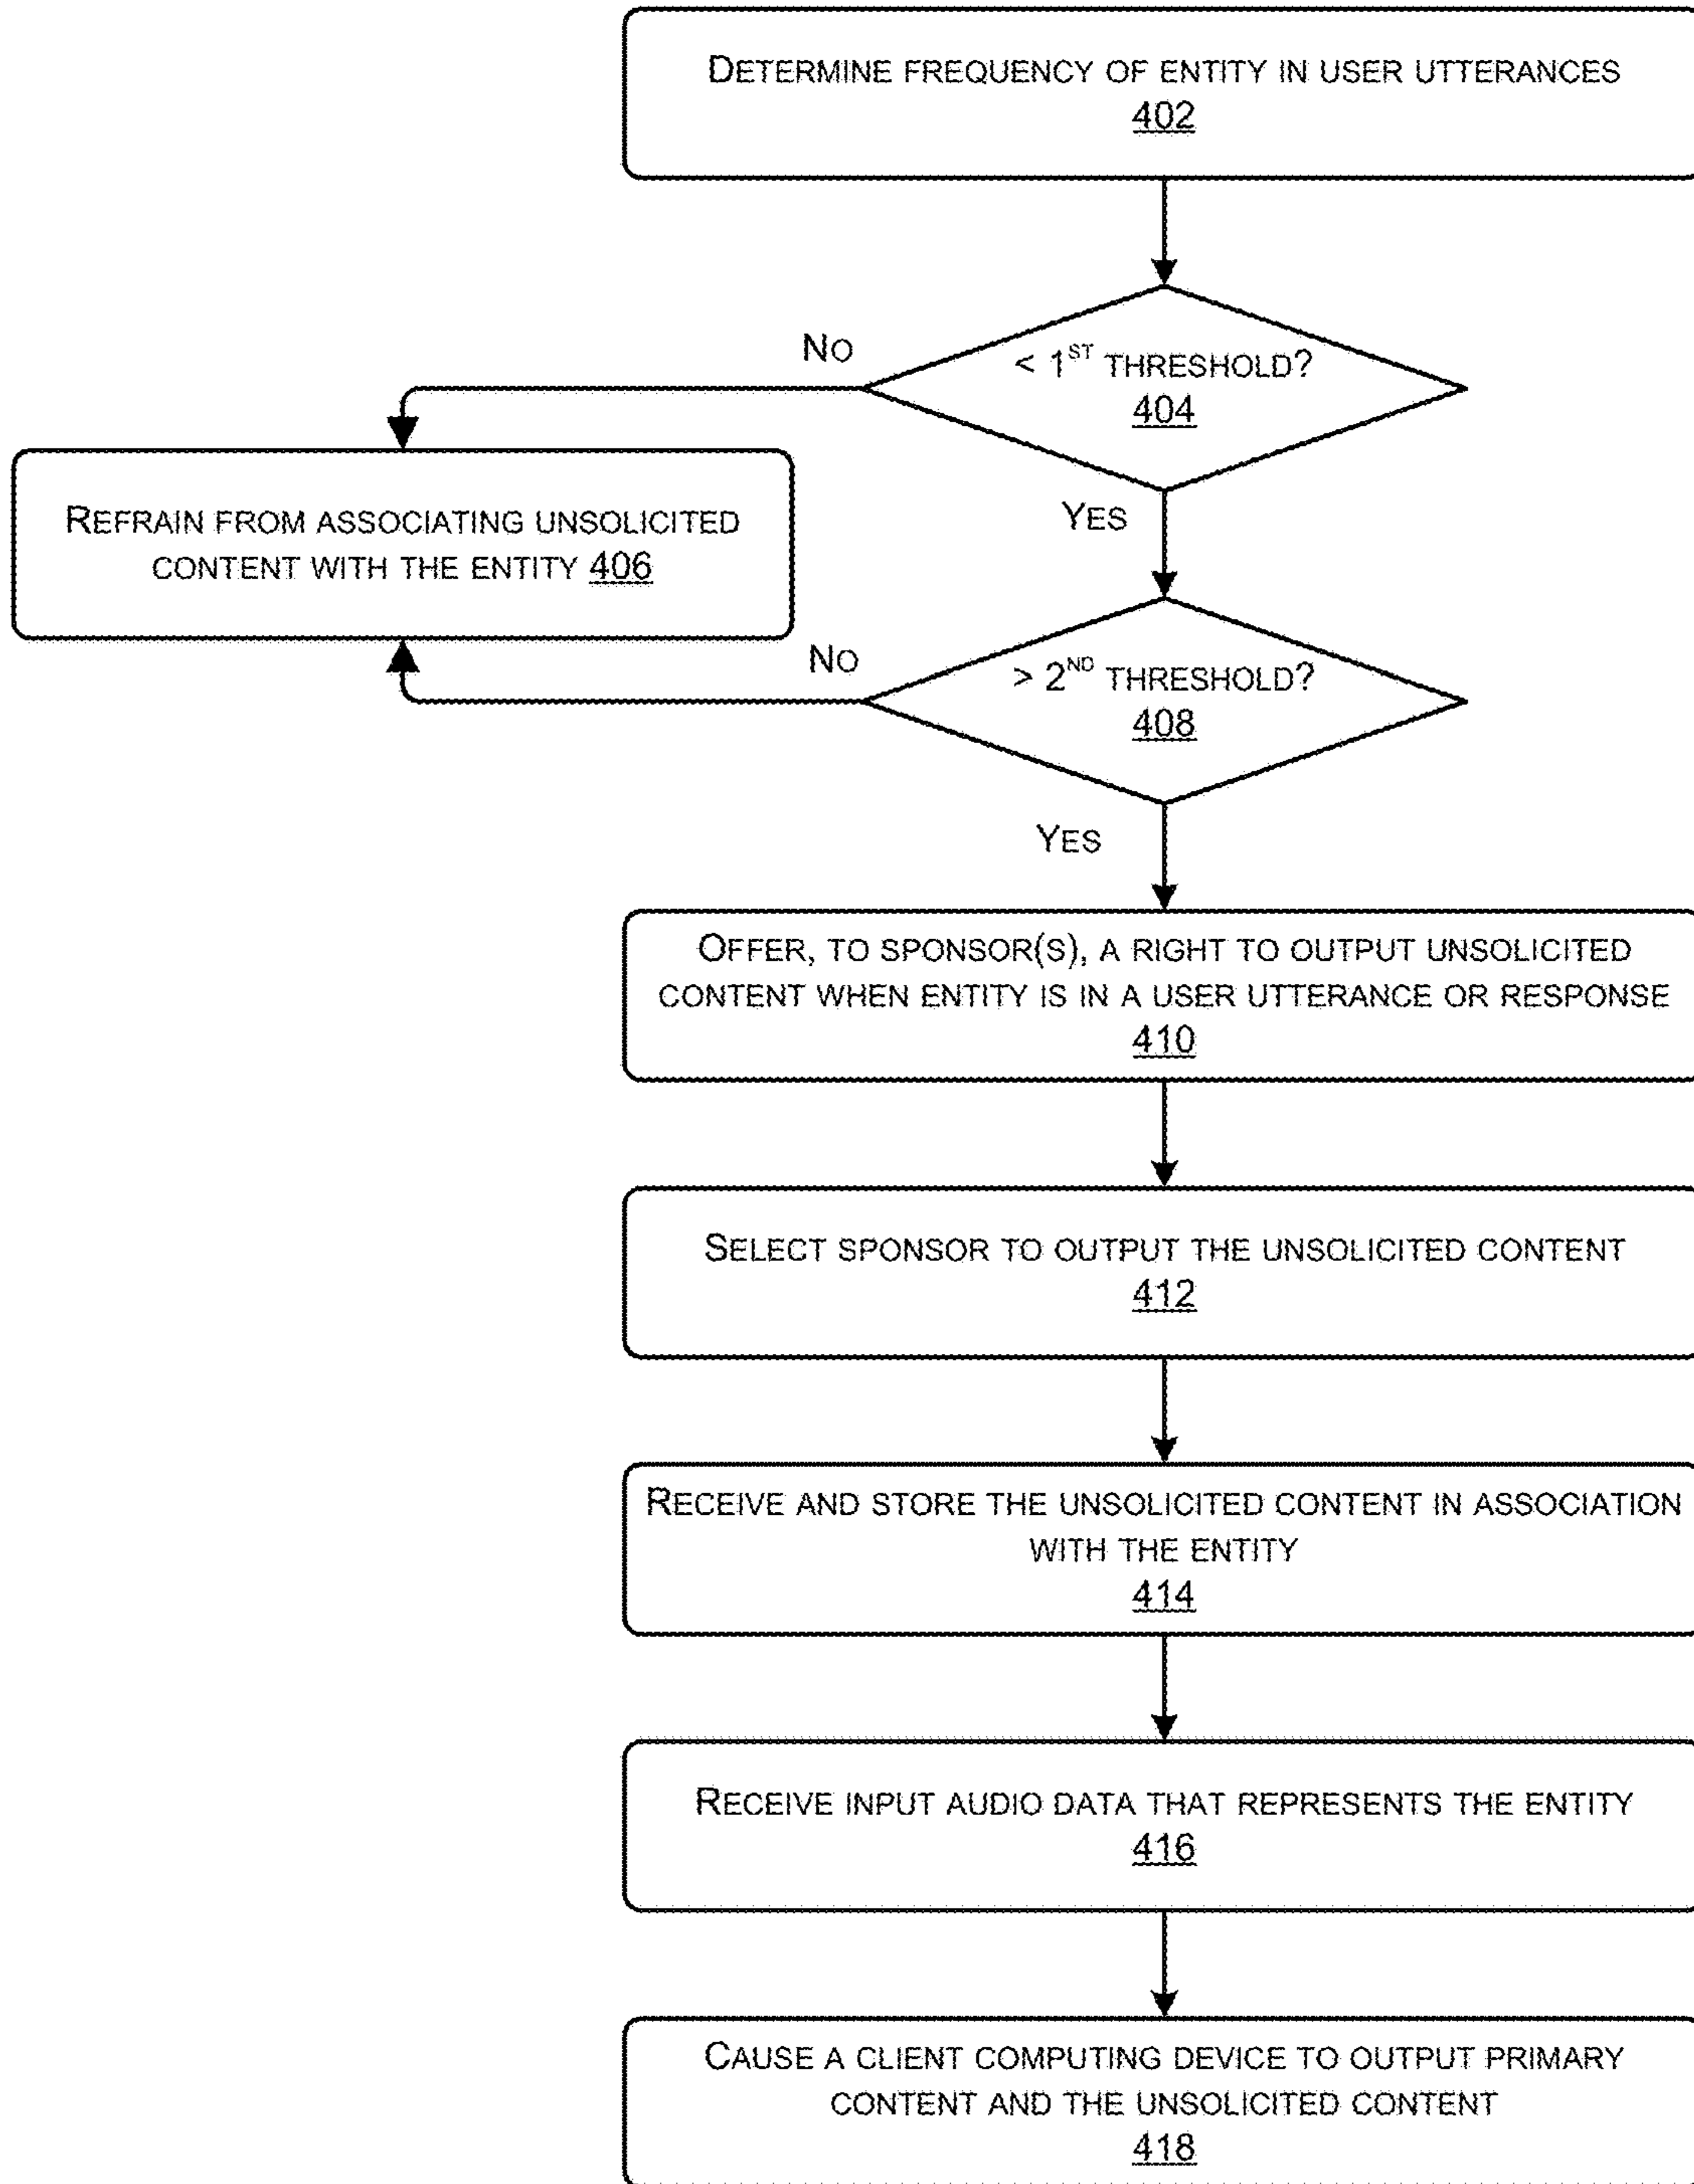 DETERMINE FREQUENCY OF ENTITY IN USER UTTERANCES
402
NO
< 1ST THRESHOLD?
404
YES
REFRAIN FROM ASSOCIATING UNSOLICITED
CONTENT WITH THE ENTITY 406
NO
> 2ND THRESHOLD?
408
YES
OFFER, TO SPONSOR(S), A RIGHT TO OUTPUT UNSOLICITED
CONTENT WHEN ENTITY IS IN A USER UTTERANCE OR RESPONSE
410
SELECT SPONSOR TO OUTPUT THE UNSOLICITED CONTENT
412
RECEIVE AND STORE THE UNSOLICITED CONTENT IN ASSOCIATION
WITH THE ENTITY
414
RECEIVE INPUT AUDIO DATA THAT REPRESENTS THE ENTITY
416
CAUSE A CLIENT COMPUTING DEVICE TO OUTPUT PRIMARY
CONTENT AND THE UNSOLICITED CONTENT
418